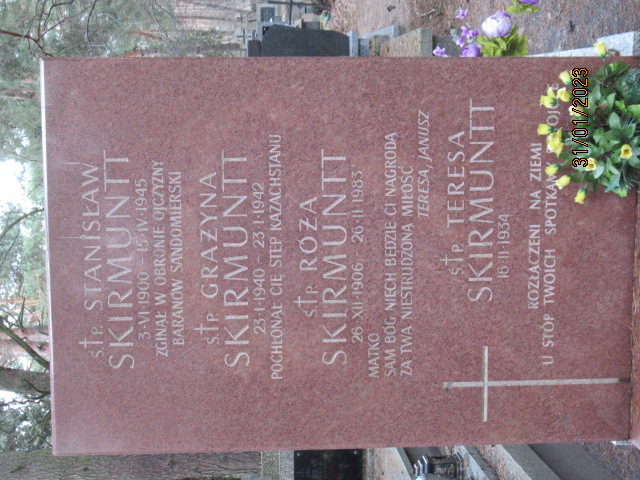 Ś†P. STANISŁAW
SKIRMUNTT
3·VI·1900 - 15·IV·1945
ZGINĄŁ W OBRONIE OJCZYZNY
BARANÓW SANDOMIERSKI
Ś†P. GRAŻYNA
SKIRMUNTT
25·I·1940 - 23·I·1942
POCHŁONĄŁ CIĘ STEP KAZACHSTANU
Ś†P. RÓŻA
SKIRMUNTT
26·XII·1906 26·II·1983
MATKO
SAM BÓG NIECH BĘDZIE CI NAGRODĄ
ZA TWĄ NIESTRUDZONĄ MIŁOŚĆ
TERESA, JANUSZ
Ś†P. TERESA
SKIRMUNTT
16·III·1934
ROZŁĄCZENI NA ZIEMI
U STÓP TWOICH SPOTKA
31/01/2023